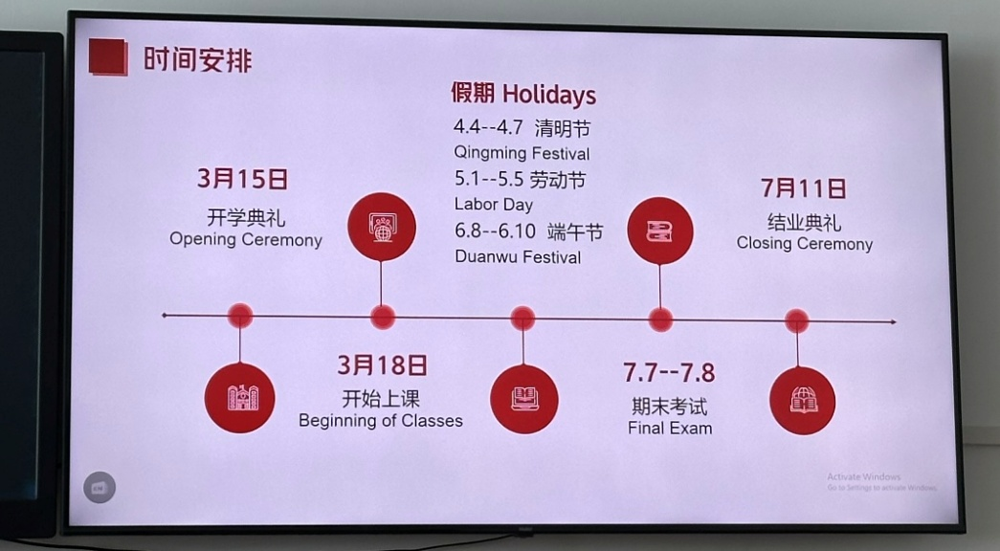 时间安排
3月15日
开学典礼
Opening Ceremony
3月18日
开始上课
Beginning of Classes
假期 Holidays
4.4--4.7 清明节
Qingming Festival
5.1--5.5 劳动节
Labor Day
6.8--6.10 端午节
Duanwu Festival
7.7--7.8
期末考试
Final Exam
7月11日
结业典礼
Closing Ceremony
Activate Windows
Go to Settings to activate Windows.